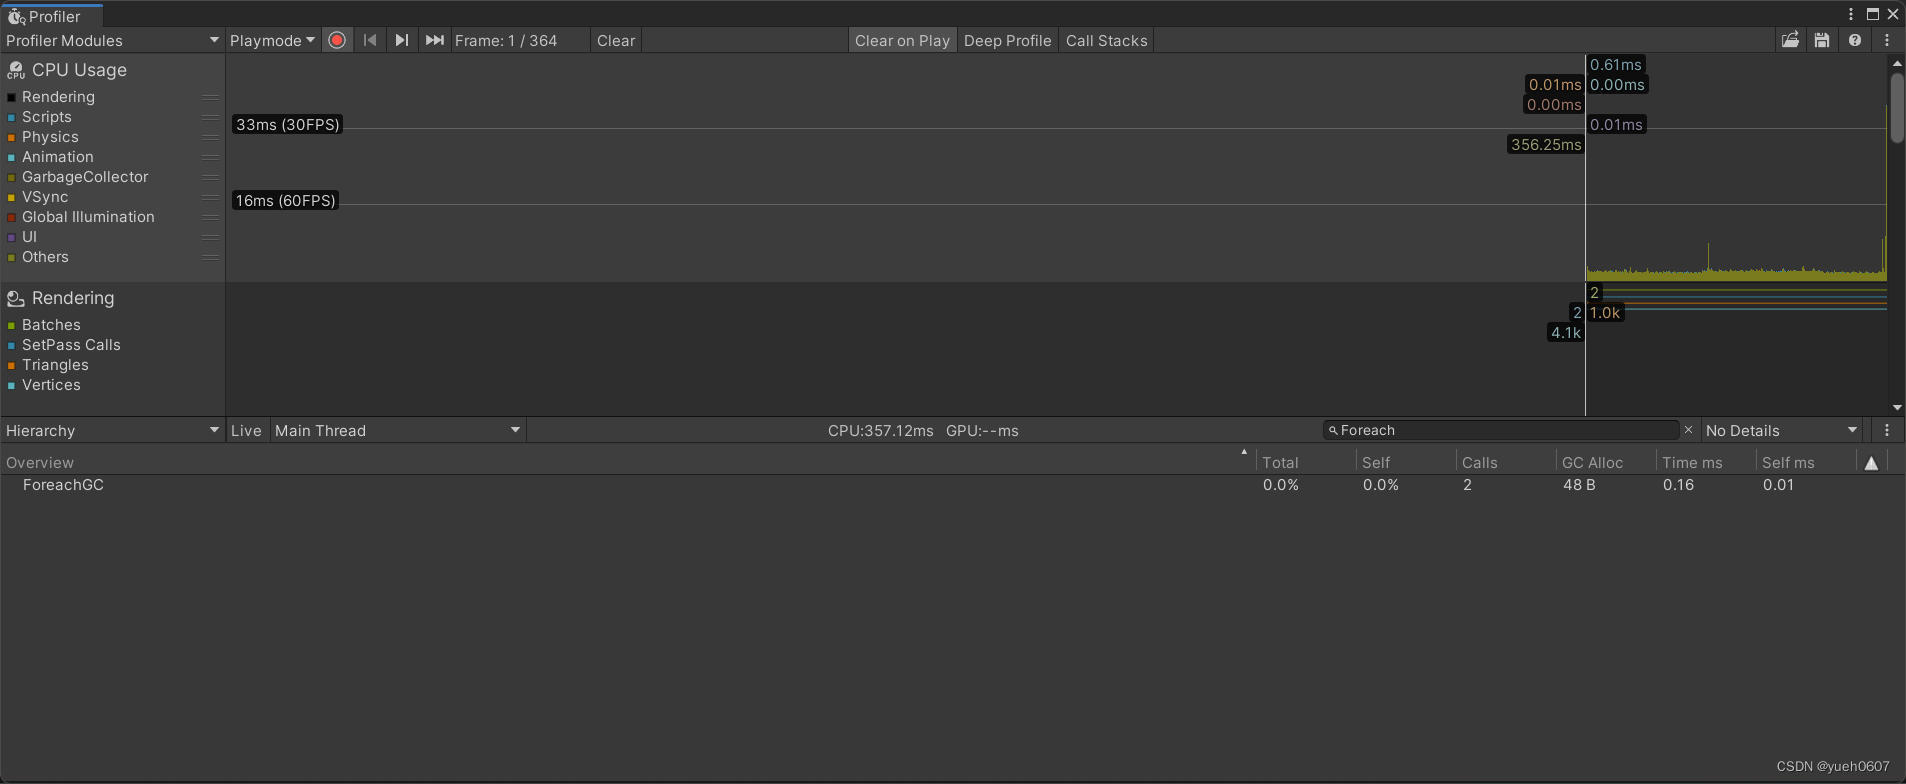 Profiler
Profiler Modules Playmode Frame: 1 / 364 Clear Clear on Play Deep Profile Call Stacks
CPU Usage
CPU
Rendering
Scripts
Physics
Animation
GarbageCollector
VSync
Global Illumination
UI
Others
33ms (30FPS)
16ms (60FPS)
0.61ms
0.01ms 0.00ms
0.00ms
0.01ms
356.25ms
Rendering
Batches
SetPass Calls
Triangles
Vertices
2
2 1.0k
4.1k
Hierarchy Live Main Thread CPU:357.12ms GPU:--ms Foreach No Details
Overview Total Self Calls GC Alloc Time ms Self ms
ForeachGC 0.0% 0.0% 2 48 B 0.16 0.01
CSDN @yueh0607